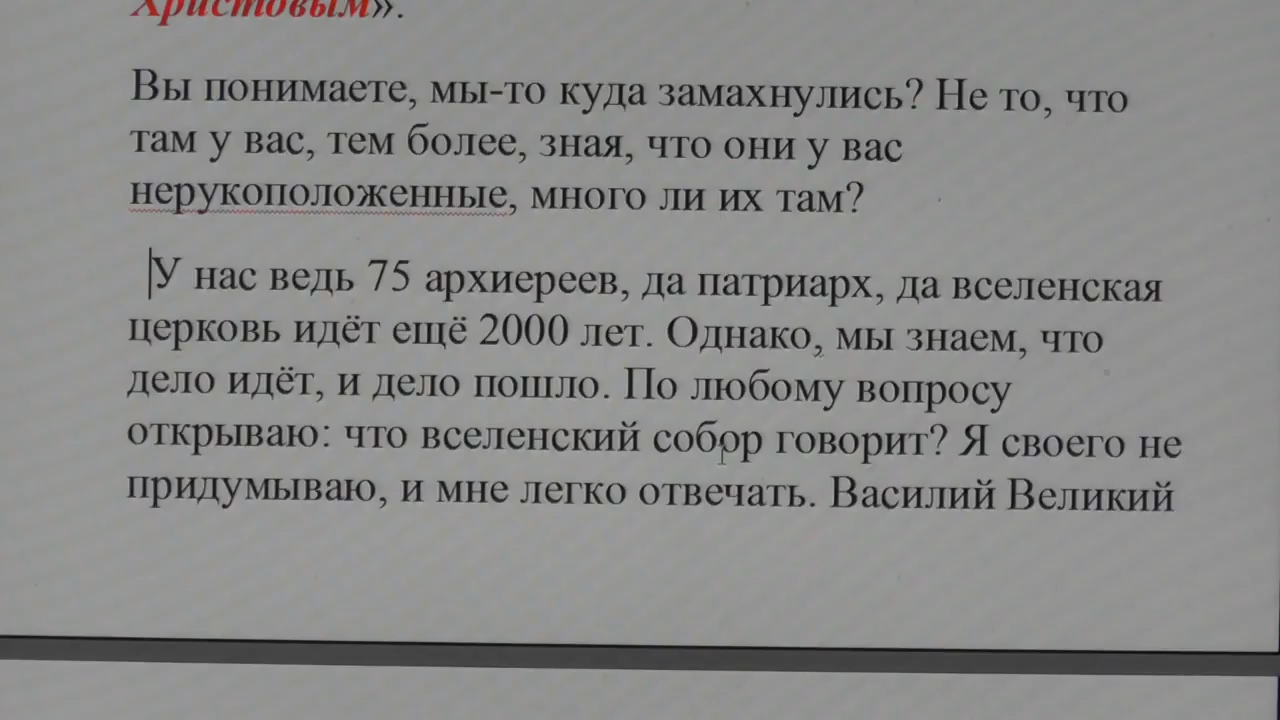 Христовым».
Вы понимаете, мы-то куда замахнулись? Не то, что
там у вас, тем более, зная, что они у вас
нерукоположенные, много ли их там?
У нас ведь 75 архиереев, да патриарх, да вселенская
церковь идёт ещё 2000 лет. Однако, мы знаем, что
дело идёт, и дело пошло. По любому вопросу
открываю: что вселенский собор говорит? Я своего не
придумываю, и мне легко отвечать. Василий Великий